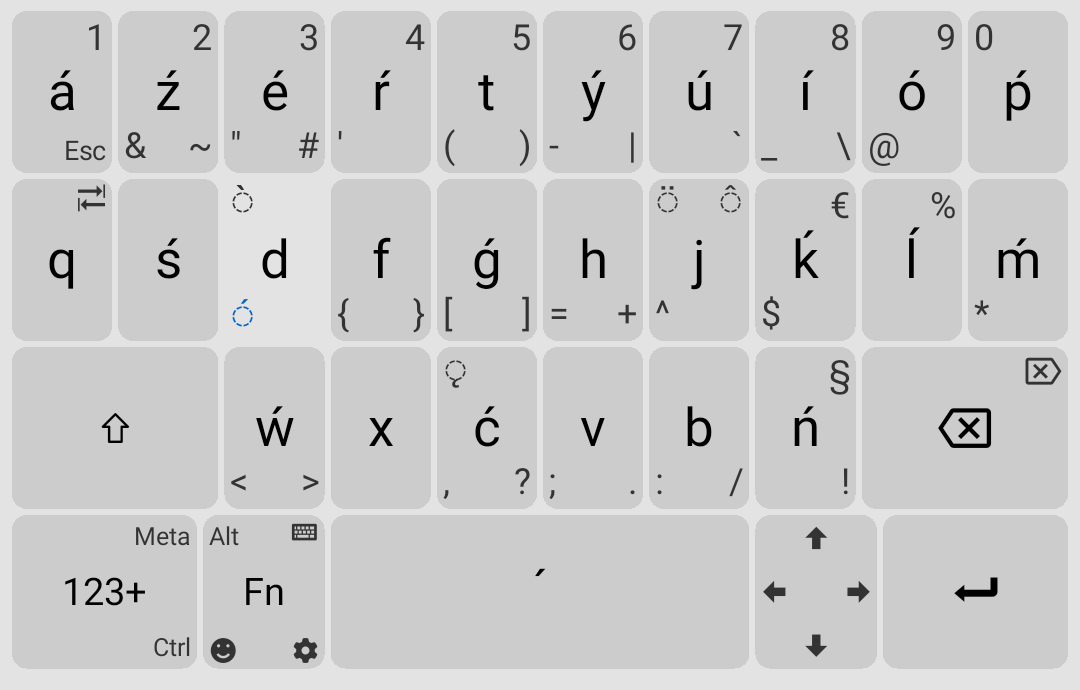 1 2 3 4 5 6 7 8 9 0
á ź é ŕ t ý ú í ó ṕ
Esc & ~ " # ' ( ) - | ` _ \ @
◌̀ ◌̈ ◌̂ € %
q ś d f ǵ h j ḱ ĺ ḿ
◌́ { } [ ] = + ^ $ *
◌̨ §
ẃ x ć v b ń
< > , ? ; . : / !
Meta Alt
123+ Fn ´
Ctrl